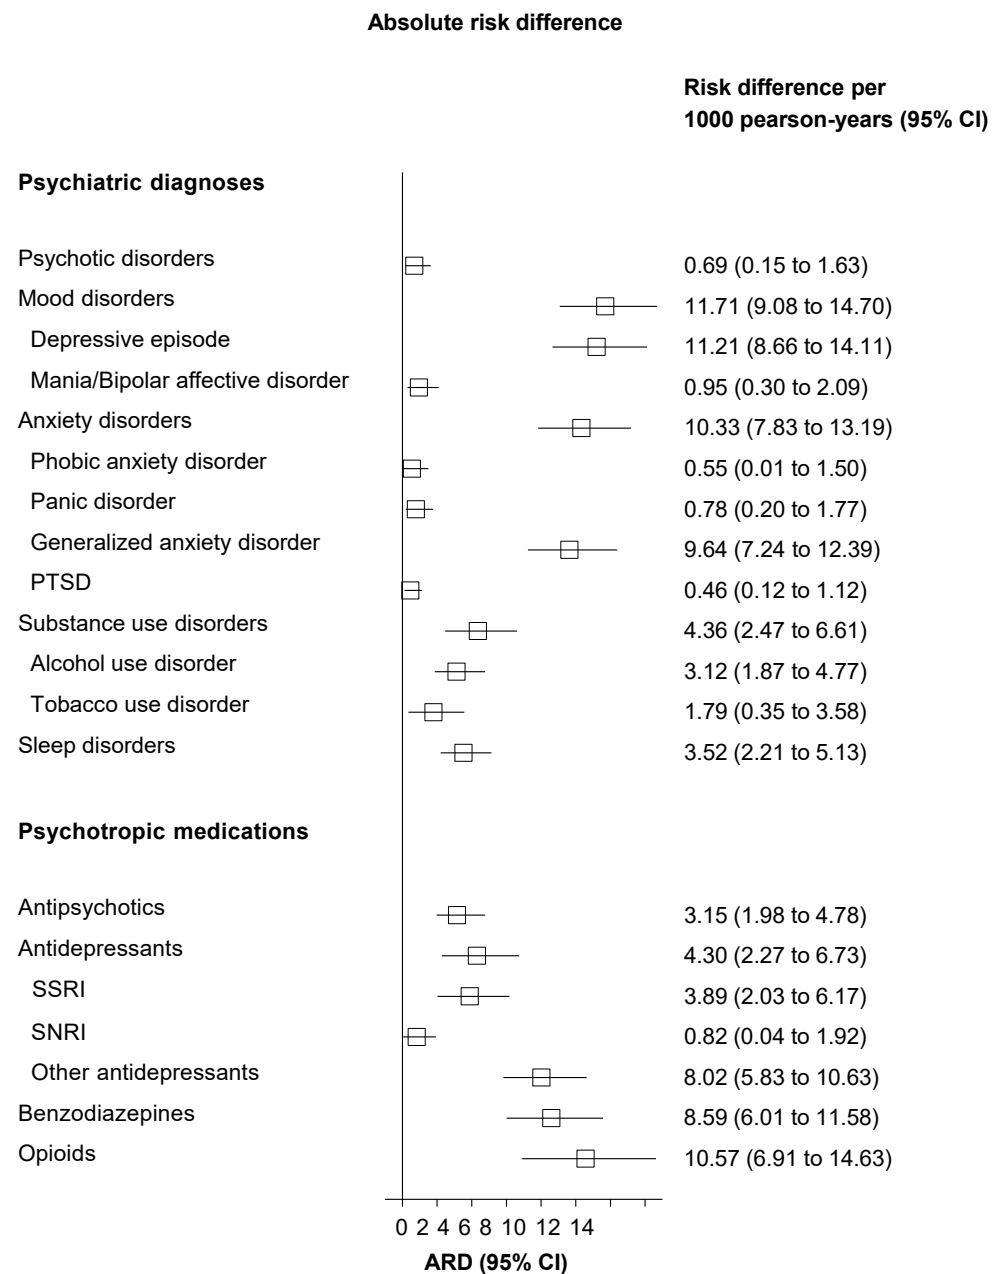 Absolute risk difference
Risk difference per
1000 pearson-years (95% CI)
Psychiatric diagnoses
Psychotic disorders 0.69 (0.15 to 1.63)
Mood disorders 11.71 (9.08 to 14.70)
Depressive episode 11.21 (8.66 to 14.11)
Mania/Bipolar affective disorder 0.95 (0.30 to 2.09)
Anxiety disorders 10.33 (7.83 to 13.19)
Phobic anxiety disorder 0.55 (0.01 to 1.50)
Panic disorder 0.78 (0.20 to 1.77)
Generalized anxiety disorder 9.64 (7.24 to 12.39)
PTSD 0.46 (0.12 to 1.12)
Substance use disorders 4.36 (2.47 to 6.61)
Alcohol use disorder 3.12 (1.87 to 4.77)
Tobacco use disorder 1.79 (0.35 to 3.58)
Sleep disorders 3.52 (2.21 to 5.13)
Psychotropic medications
Antipsychotics 3.15 (1.98 to 4.78)
Antidepressants 4.30 (2.27 to 6.73)
SSRI 3.89 (2.03 to 6.17)
SNRI 0.82 (0.04 to 1.92)
Other antidepressants 8.02 (5.83 to 10.63)
Benzodiazepines 8.59 (6.01 to 11.58)
Opioids 10.57 (6.91 to 14.63)
0 2 4 6 8 10 12 14
ARD (95% CI)